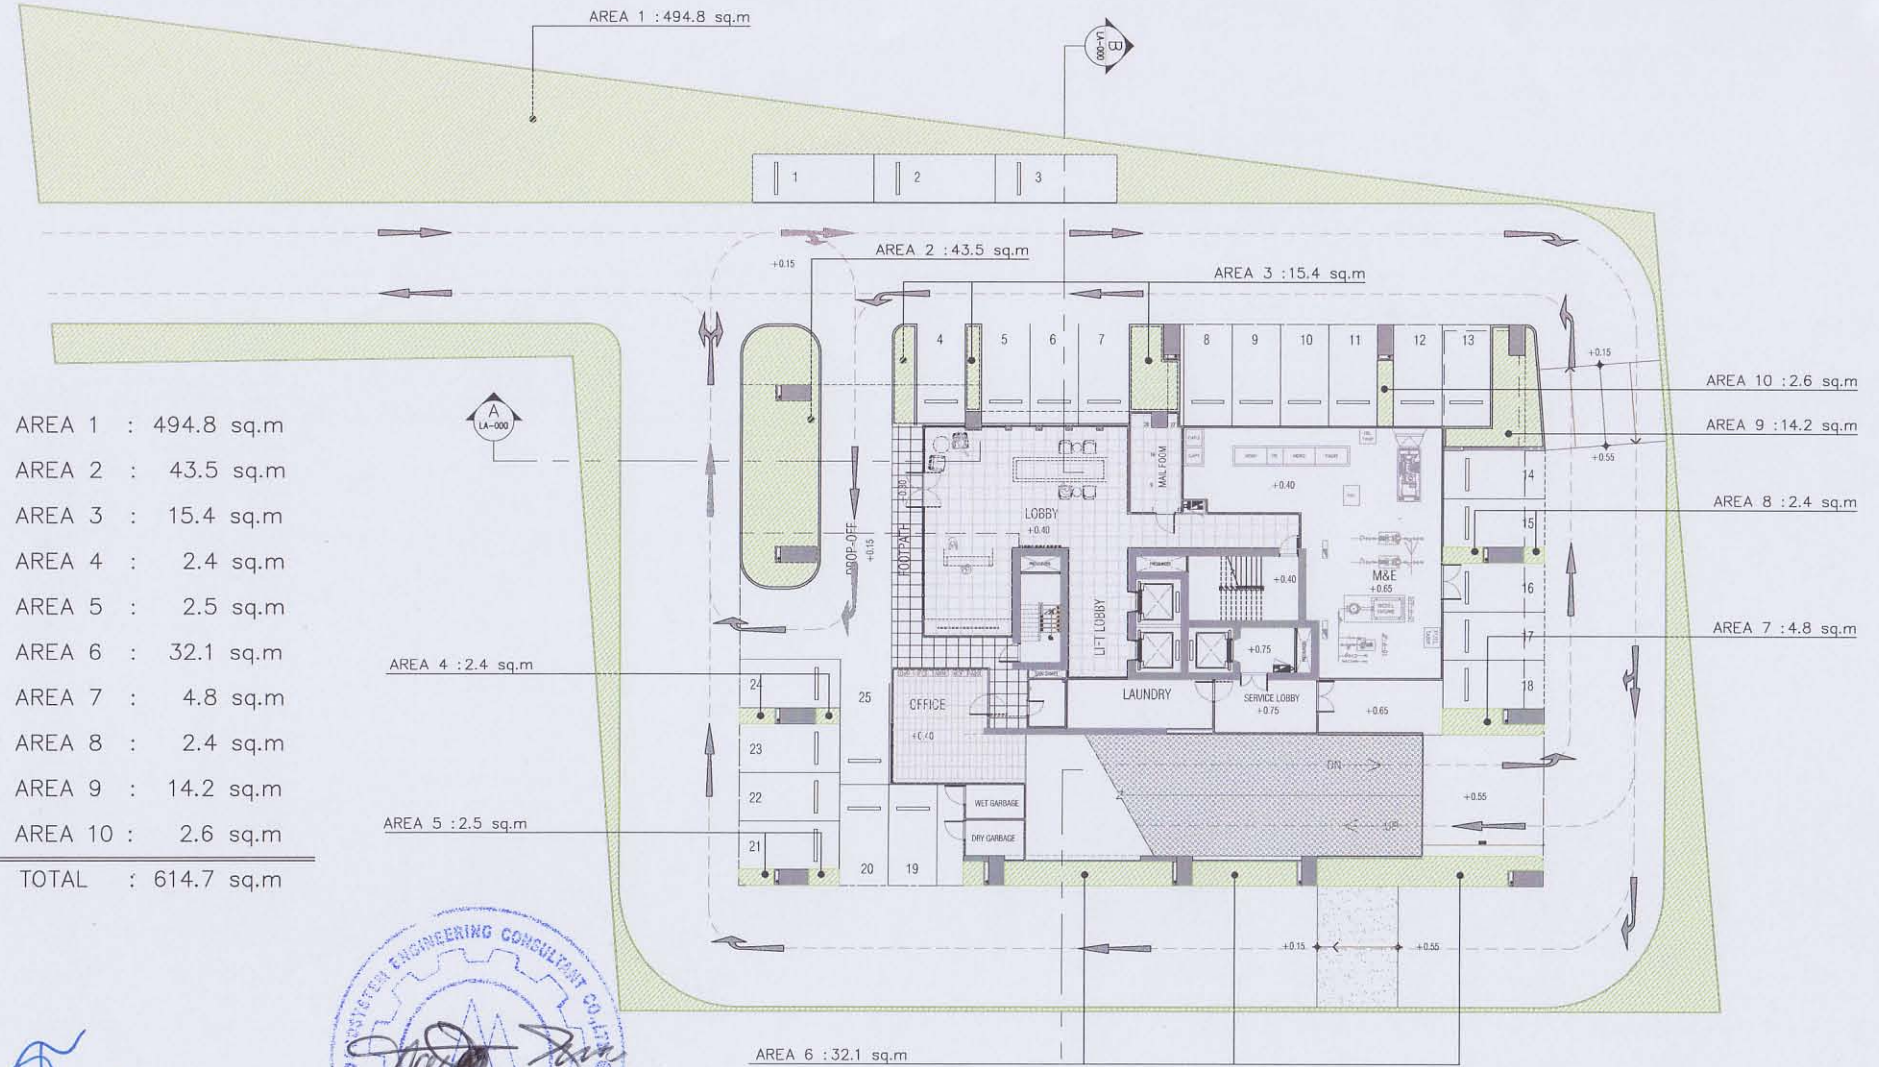 AREA 1 : 494.8 sq.m
B
LA-000
1
2
3
AREA 2 : 43.5 sq.m
+0.15
AREA 3 : 15.4 sq.m
4
5
6
7
8
9
10
11
12
13
+0.15
AREA 10 : 2.6 sq.m
AREA 9 : 14.2 sq.m
+0.55
A
LA-000
AREA 1 : 494.8 sq.m
AREA 2 : 43.5 sq.m
AREA 3 : 15.4 sq.m
AREA 4 : 2.4 sq.m
AREA 5 : 2.5 sq.m
AREA 6 : 32.1 sq.m
AREA 7 : 4.8 sq.m
AREA 8 : 2.4 sq.m
AREA 9 : 14.2 sq.m
AREA 10 : 2.6 sq.m
TOTAL : 614.7 sq.m
MAIL ROOM
+0.40
LOBBY
+0.40
DROP-OFF
+0.15
FOOTPATH
+0.30
14
15
16
17
18
AREA 8 : 2.4 sq.m
M&E
+0.65
+0.40
LIFT LOBBY
+0.75
AREA 7 : 4.8 sq.m
AREA 4 : 2.4 sq.m
24
25
OFFICE
+0.40
LAUNDRY
SERVICE LOBBY
+0.75
+0.65
23
22
21
20
19
DN
UP
+0.55
WET GARBAGE
DRY GARBAGE
AREA 5 : 2.5 sq.m
+0.15
+0.55
AREA 6 : 32.1 sq.m
ENGINEERING CONSULTANT CO.,LTD